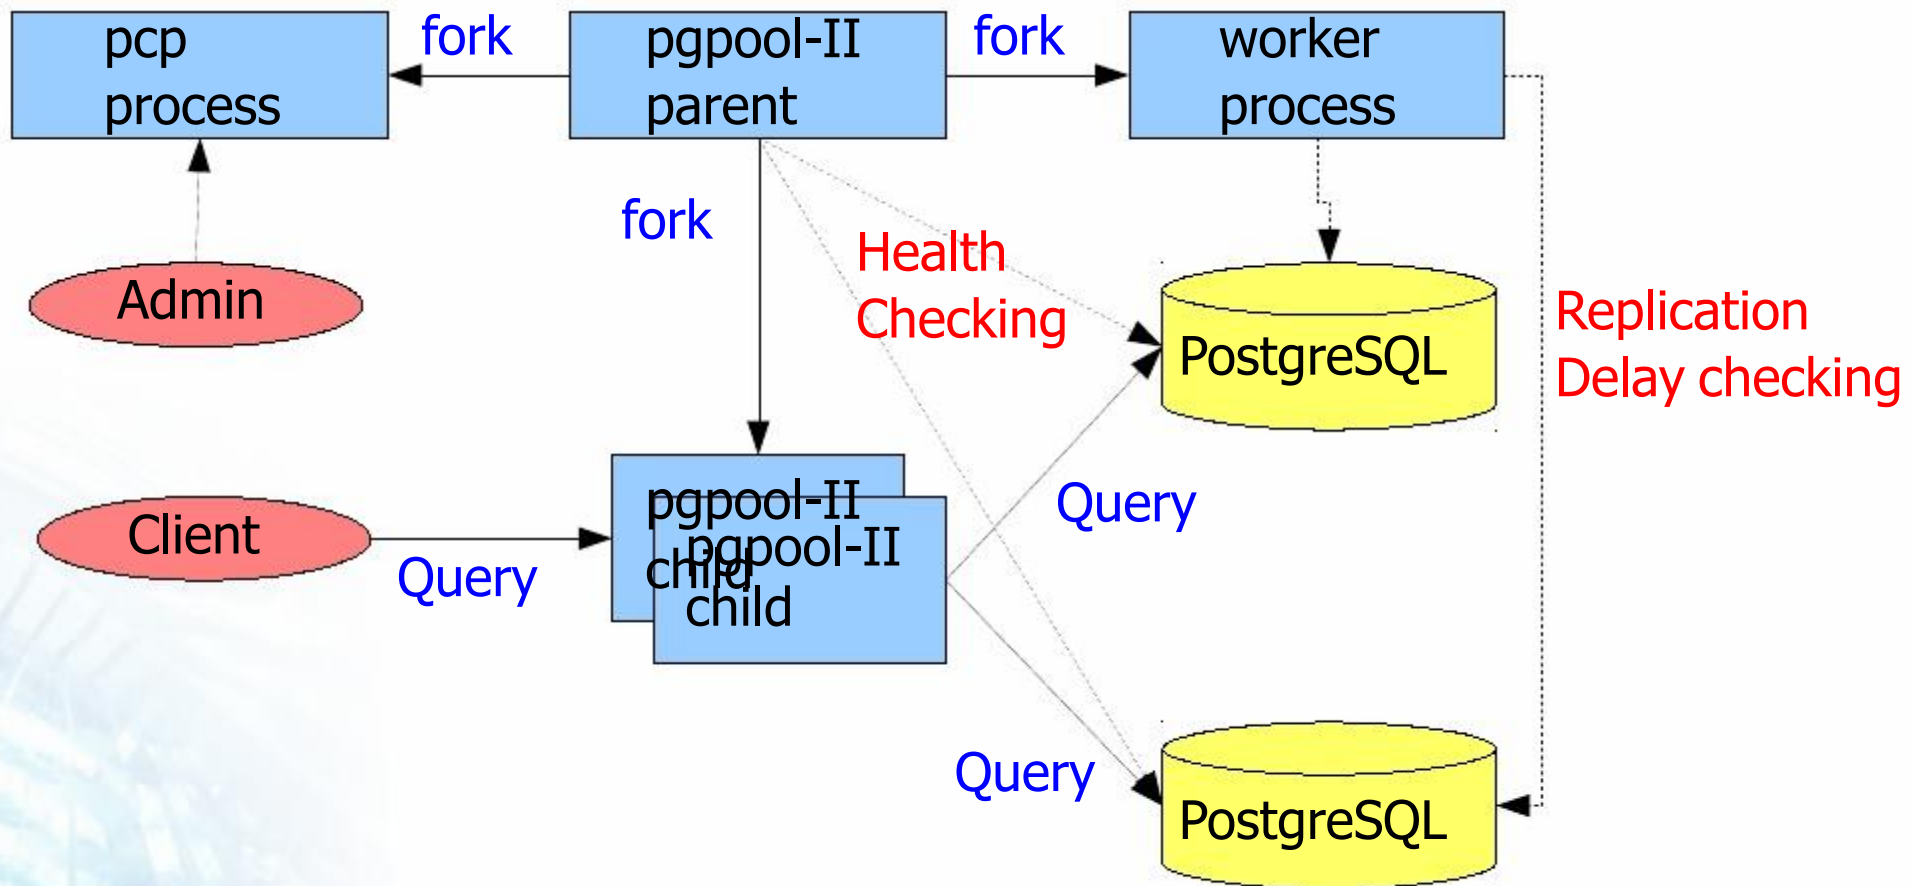 pcp
process
fork
pgpool-II
parent
fork
worker
process
fork
Admin
Health
Checking
PostgreSQL
Replication
Delay checking
Client
Query
pgpool-II
child
pgpool-II
child
Query
Query
PostgreSQL